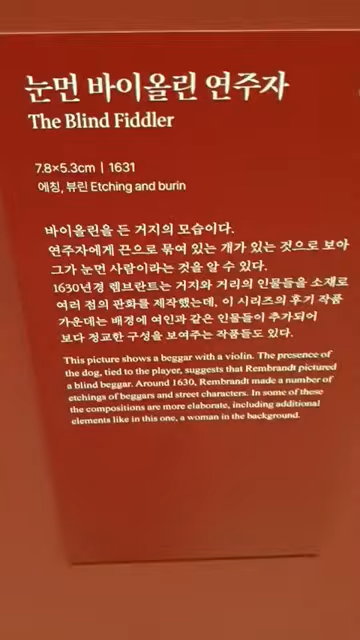 눈먼 바이올린 연주자
The Blind Fiddler
7.8×5.3cm | 1631
에칭, 뷰린 Etching and burin
바이올린을 든 거지의 모습이다.
연주자에게 끈으로 묶여 있는 개가 있는 것으로 보아
그가 눈먼 사람이라는 것을 알 수 있다.
1630년경 렘브란트는 거지와 거리의 인물들을 소재로
여러 점의 판화를 제작했는데, 이 시리즈의 후기 작품
가운데는 배경에 여인과 같은 인물들이 추가되어
보다 정교한 구성을 보여주는 작품들도 있다.
This picture shows a beggar with a violin. The presence of
the dog, tied to the player, suggests that Rembrandt pictured
a blind beggar. Around 1630, Rembrandt made a number of
etchings of beggars and street characters. In some of these
the compositions are more elaborate, including additional
elements like in this one, a woman in the background.